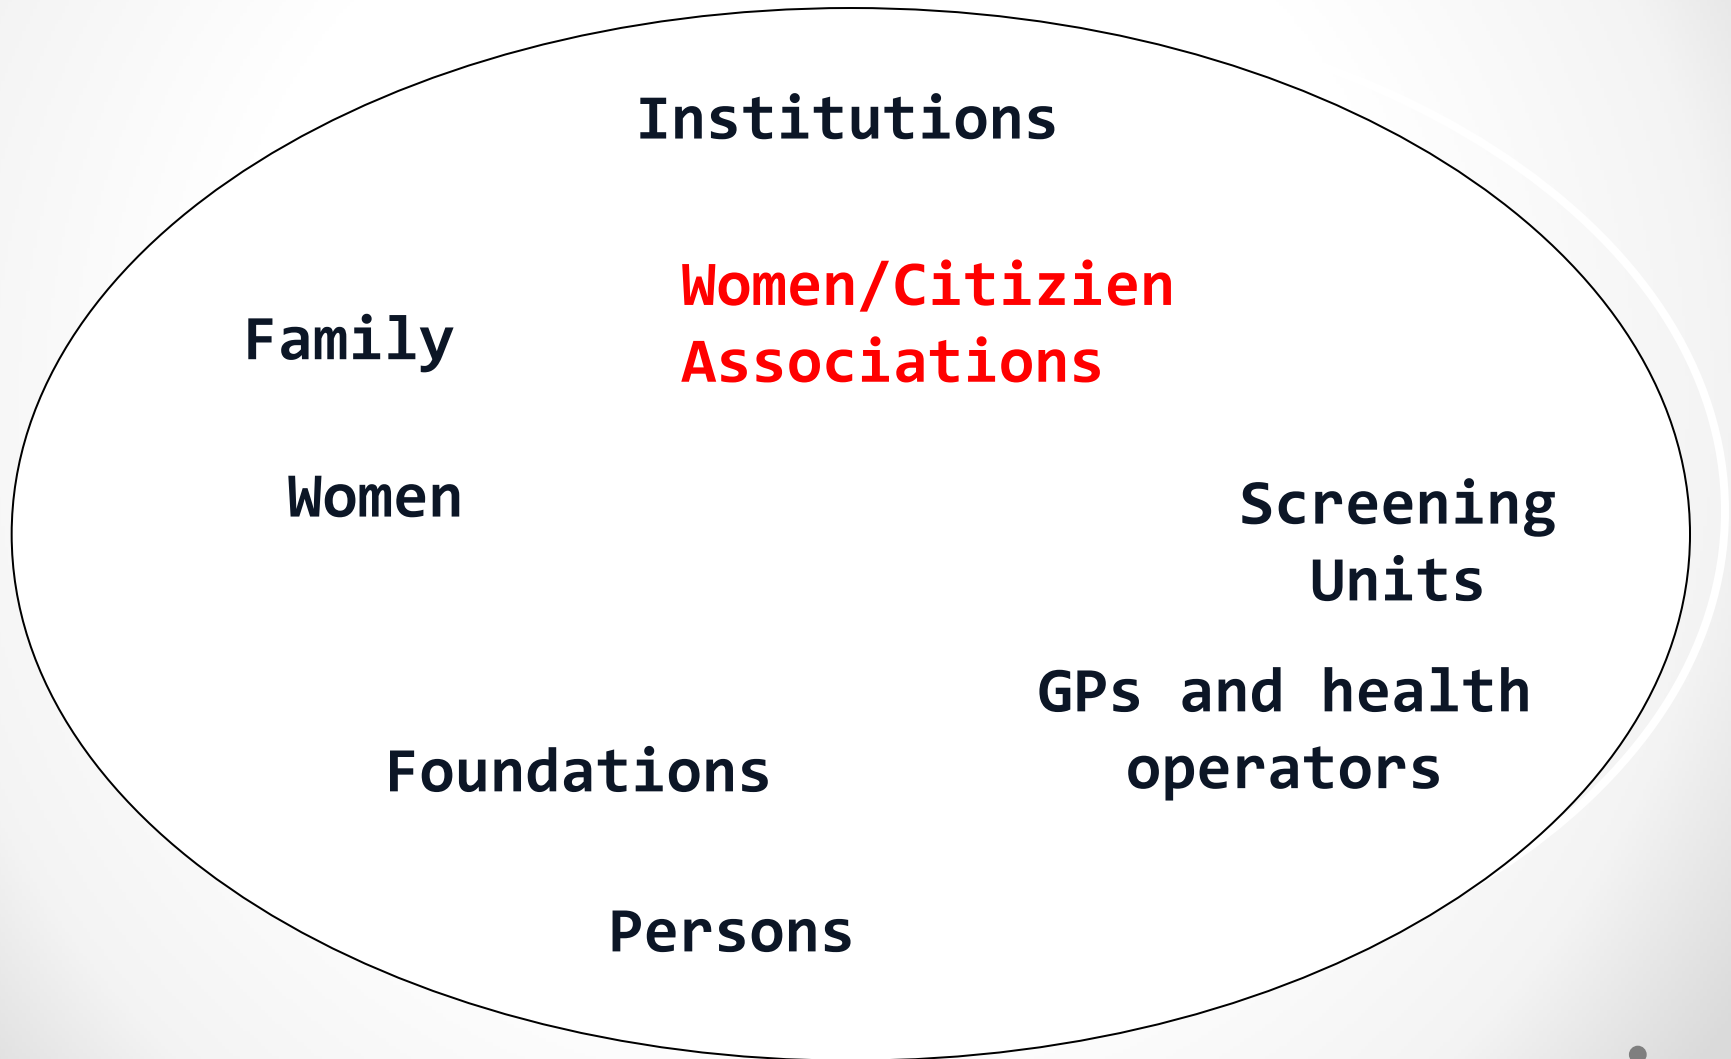 Institutions
Women/Citizien
Associations
Family
Women
Screening
Units
GPs and health
operators
Foundations
Persons